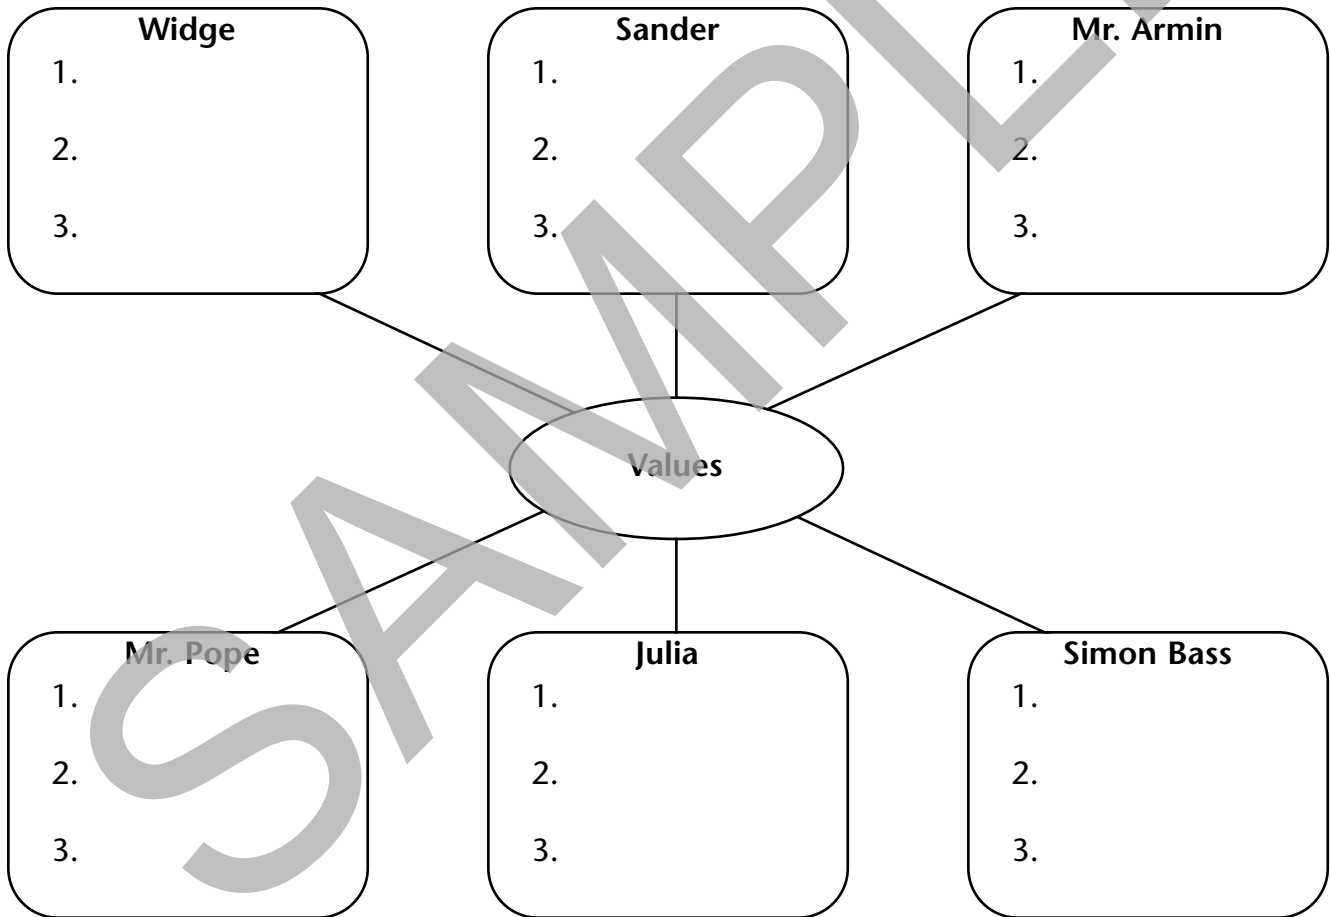 Widge
1.
2.
3.
Sander
1.
2.
3.
Mr. Armin
1.
2.
3.
Values
Mr. Pope
1.
2.
3.
Julia
1.
2.
3.
Simon Bass
1.
2.
3.
SAMPL